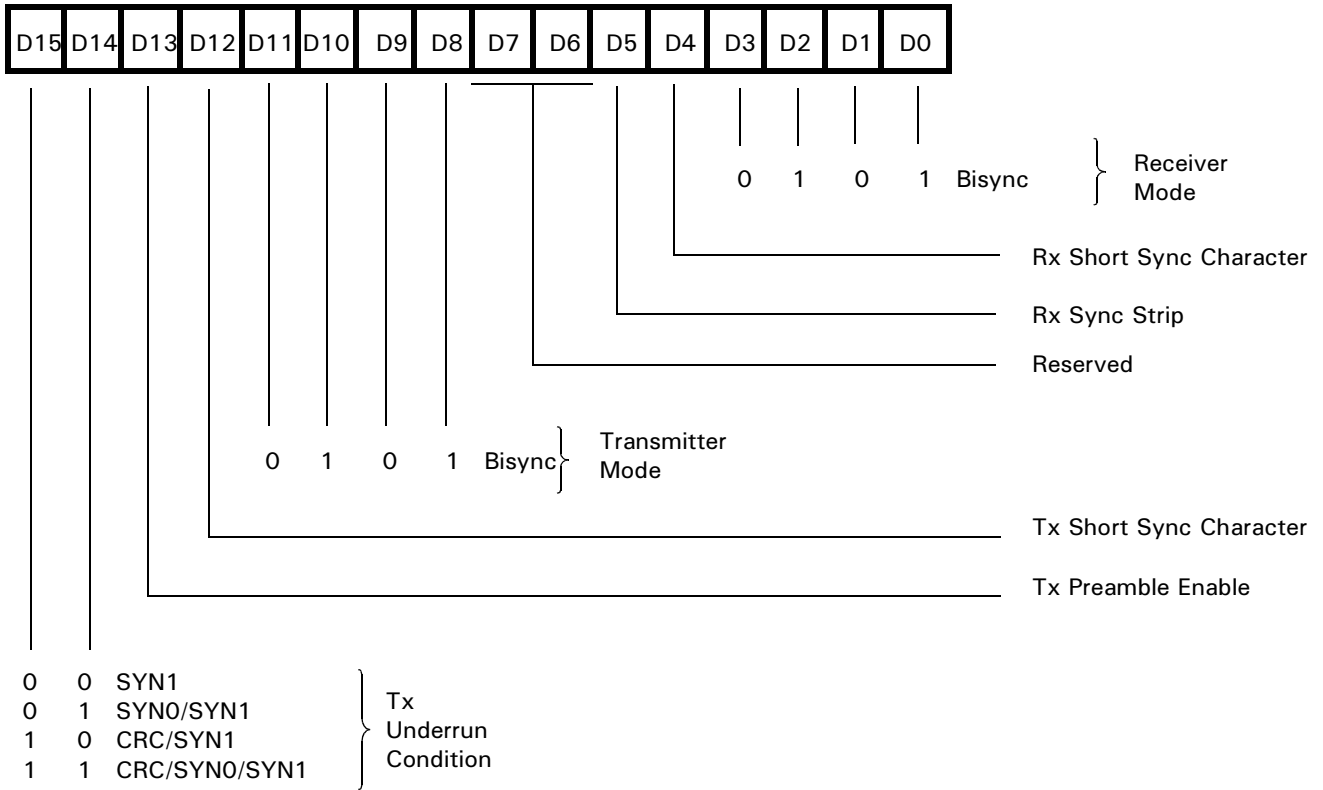 D15 D14 D13 D12 D11 D10 D9 D8 D7 D6 D5 D4 D3 D2 D1 D0
0 1 0 1 Bisync
Receiver
Mode
Rx Short Sync Character
Rx Sync Strip
Reserved
0 1 0 1 Bisync
Transmitter
Mode
Tx Short Sync Character
Tx Preamble Enable
0 0 SYN1
0 1 SYN0/SYN1
1 0 CRC/SYN1
1 1 CRC/SYN0/SYN1
Tx
Underrun
Condition